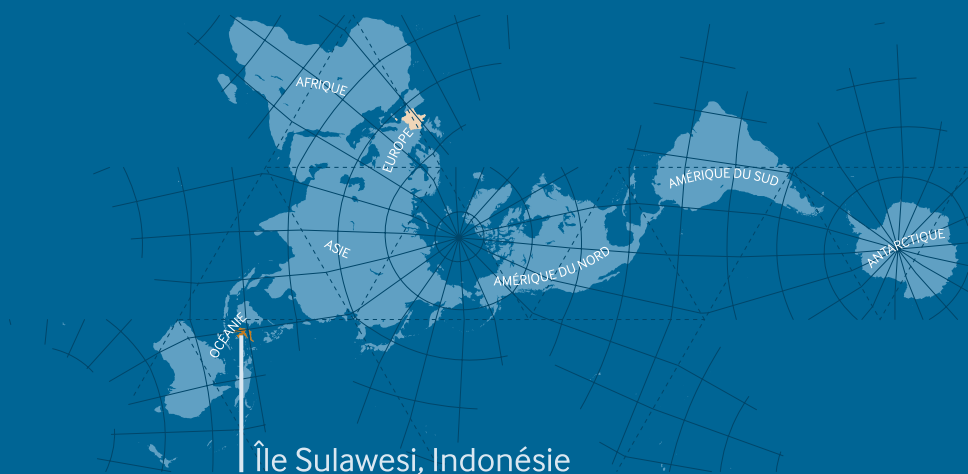 AFRIQUE
EUROPE
AMÉRIQUE DU SUD
ASIE
AMÉRIQUE DU NORD
ANTARCTIQUE
OCÉANIE
Île Sulawesi, Indonésie